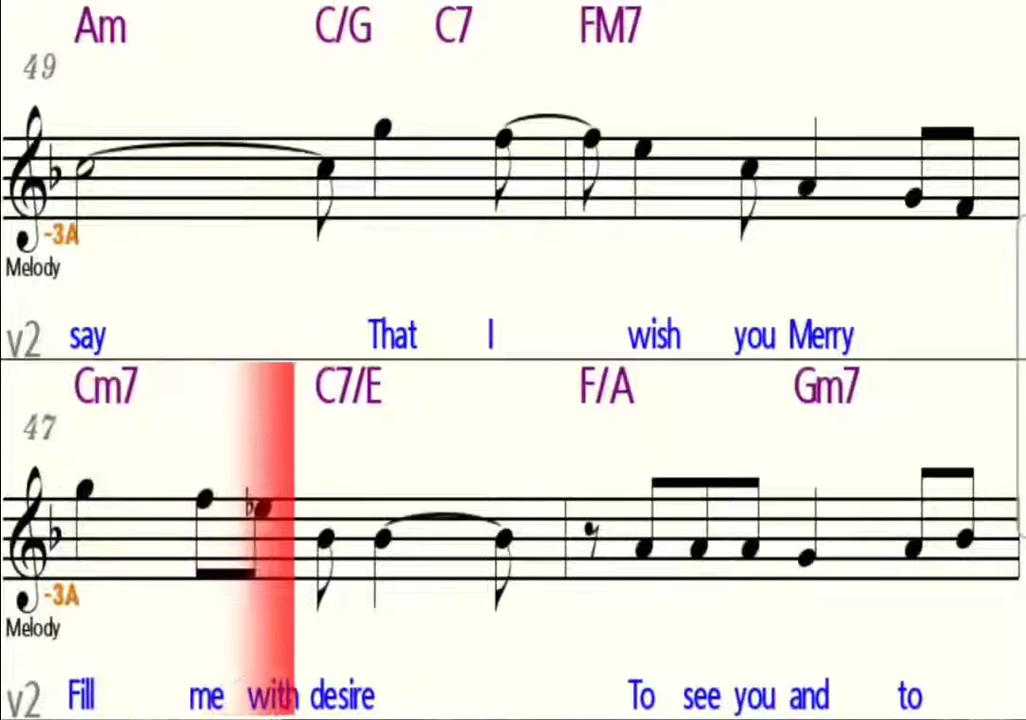 Am C/G C7 FM7
49
-3A
Melody
v2 say That I wish you Merry
Cm7 C7/E F/A Gm7
47
-3A
Melody
v2 Fill me with desire To see you and to